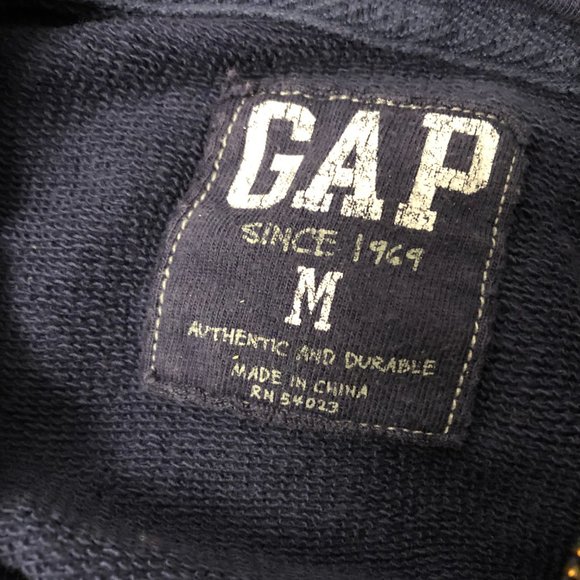 GAP
SINCE 1969
M
AUTHENTIC AND DURABLE
MADE IN CHINA
RN 54023